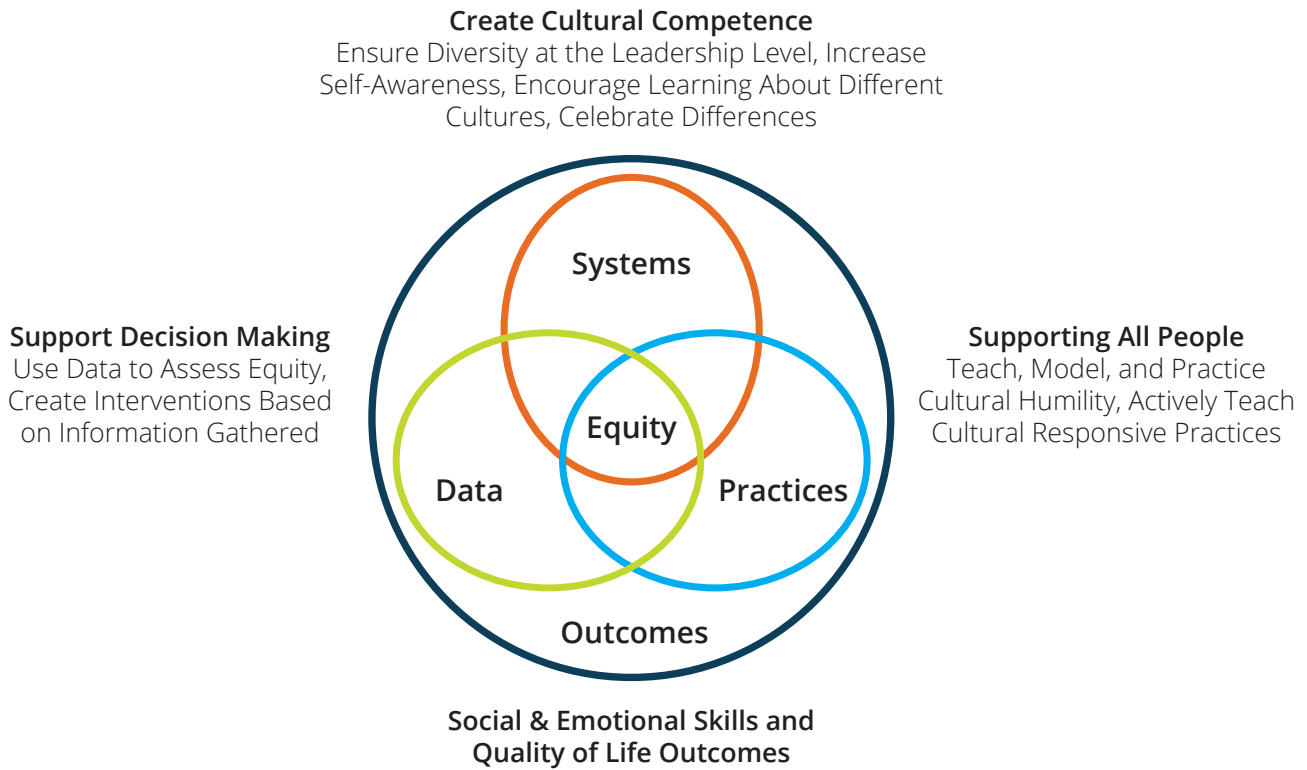 Create Cultural Competence
Ensure Diversity at the Leadership Level, Increase
Self-Awareness, Encourage Learning About Different
Cultures, Celebrate Differences
Systems
Support Decision Making
Use Data to Assess Equity,
Create Interventions Based
on Information Gathered
Supporting All People
Teach, Model, and Practice
Cultural Humility, Actively Teach
Cultural Responsive Practices
Equity
Data
Practices
Outcomes
Social & Emotional Skills and
Quality of Life Outcomes